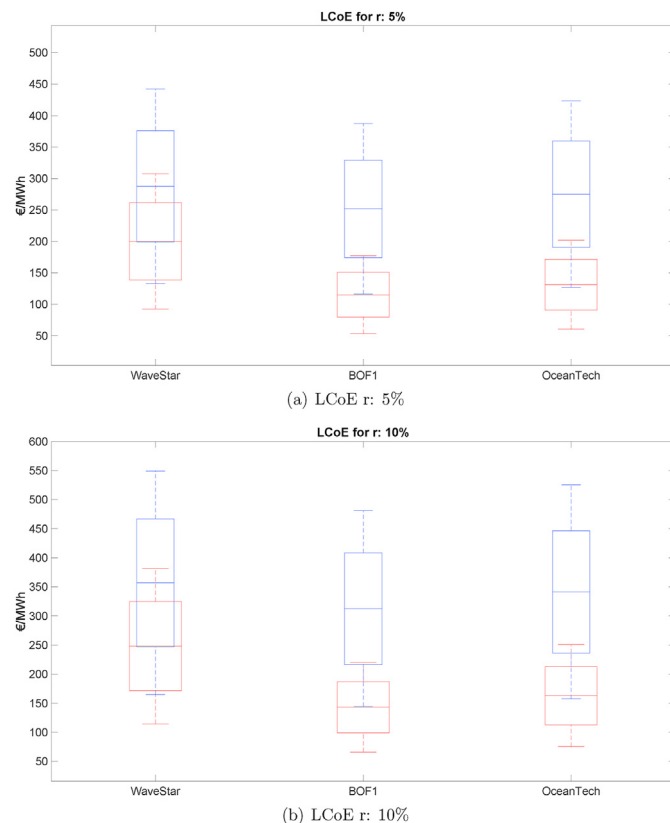 LCoE for r: 5%
500
450
400
350
300
250
200
150
100
50
€/MWh
WaveStar BOF1 OceanTech
(a) LCoE r: 5%
LCoE for r: 10%
600
550
500
450
400
350
300
250
200
150
100
50
€/MWh
WaveStar BOF1 OceanTech
(b) LCoE r: 10%